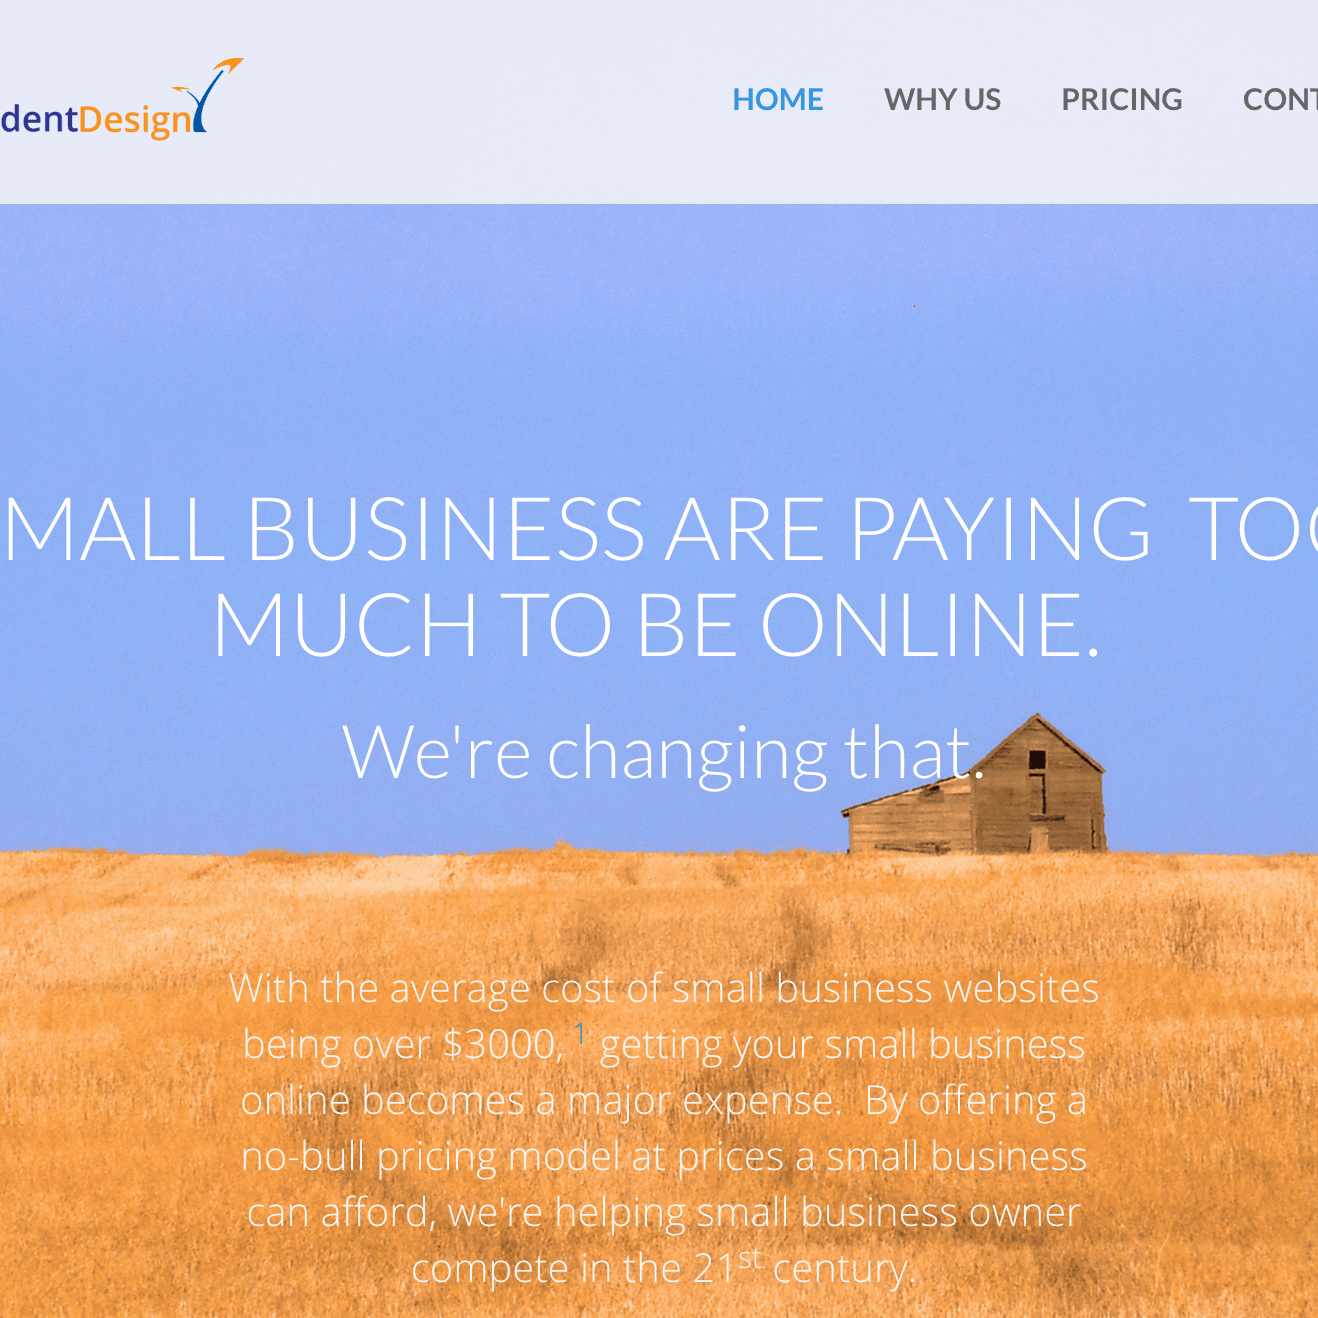 dentDesign
HOME WHY US PRICING CONT
MALL BUSINESS ARE PAYING TOO
MUCH TO BE ONLINE.
We're changing that.
With the average cost of small business websites
being over $3000, 1 getting your small business
online becomes a major expense. By offering a
no-bull pricing model at prices a small business
can afford, we're helping small business owner
compete in the 21st century.